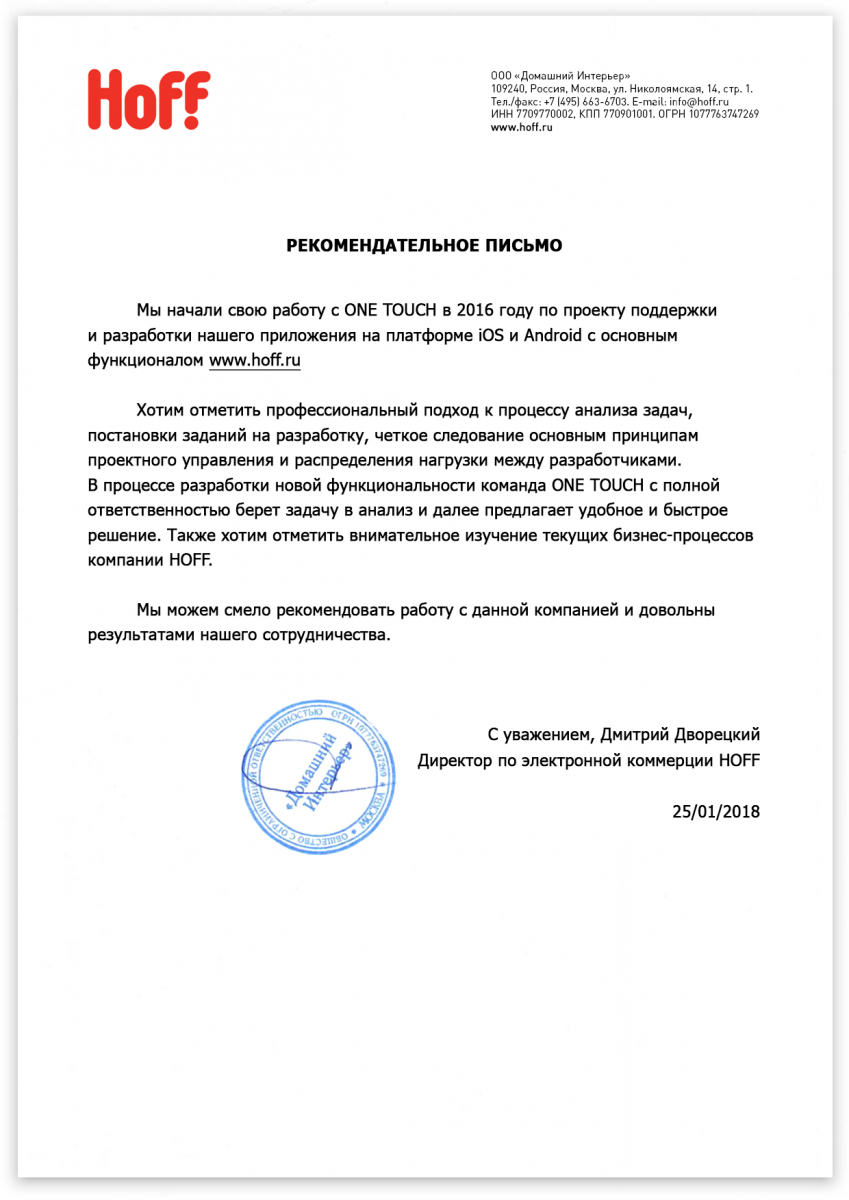 Hoff
ООО «Домашний Интерьер»
109240, Россия, Москва, ул. Николоямская, 14, стр. 1.
Тел./факс: +7 (495) 663-6703. E-mail: info@hoff.ru
ИНН 7709770002, КПП 770901001. ОГРН 1077763747269
www.hoff.ru
РЕКОМЕНДАТЕЛЬНОЕ ПИСЬМО
Мы начали свою работу с ONE TOUCH в 2016 году по проекту поддержки
и разработки нашего приложения на платформе iOS и Android с основным
функционалом www.hoff.ru
Хотим отметить профессиональный подход к процессу анализа задач,
постановки заданий на разработку, четкое следование основным принципам
проектного управления и распределения нагрузки между разработчиками.
В процессе разработки новой функциональности команда ONE TOUCH с полной
ответственностью берет задачу в анализ и далее предлагает удобное и быстрое
решение. Также хотим отметить внимательное изучение текущих бизнес-процессов
компании HOFF.
Мы можем смело рекомендовать работу с данной компанией и довольны
результатами нашего сотрудничества.
С уважением, Дмитрий Дворецкий
Директор по электронной коммерции HOFF
25/01/2018
ОБЩЕСТВО С ОГРАНИЧЕННОЙ ОТВЕТСТВЕННОСТЬЮ ОГРН 1077763747269 * МОСКВА *
«Домашний
Интерьер»